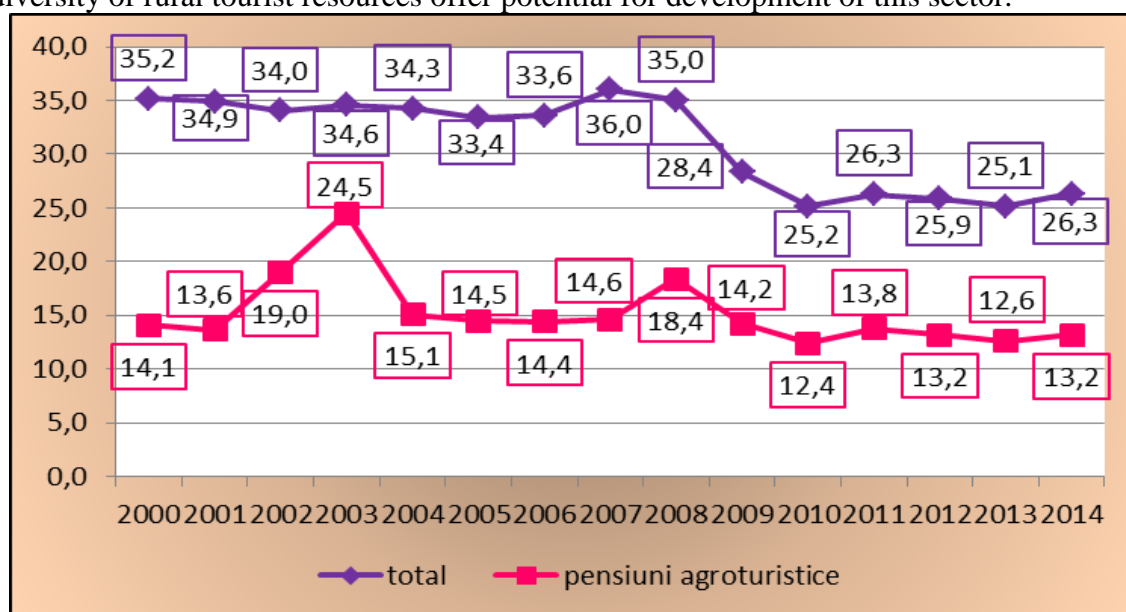 diversity of rural tourist resources offer potential for development of this sector.
40,0
35,2 34,0 34,3 33,6 35,0
35,0
34,9 34,6 33,4 36,0 28,4 26,3 25,1
30,0
25,0
24,5 25,2 25,9 26,3
20,0
13,6 19,0 14,5 14,6 18,4 14,2 13,8 12,6
15,0
14,1 15,1 14,4 12,4 13,2 13,2
10,0
5,0
0,0
2000 2001 2002 2003 2004 2005 2006 2007 2008 2009 2010 2011 2012 2013 2014
total pensiuni agroturistice